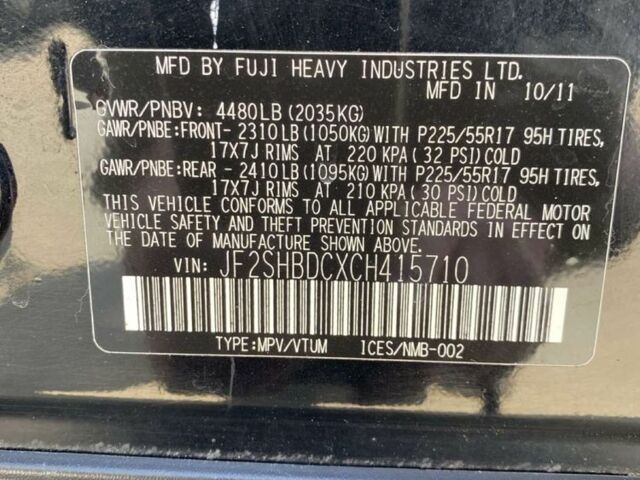 MFD BY FUJI HEAVY INDUSTRIES LTD.
MFD IN 10/11
GVWR/PNBV: 4480LB(2035KG)
GAWR/PNBE:FRONT- 2310LB(1050KG)WITH P225/55R17 95H TIRES,
17X7J RIMS AT 220 KPA(32 PSI)COLD
GAWR/PNBE:REAR - 2410LB(1095KG)WITH P225/55R17 95H TIRES,
17X7J RIMS AT 210 KPA(30 PSI)COLD
THIS VEHICLE CONFORMS TO ALL APPLICABLE FEDERAL MOTOR
VEHICLE SAFETY AND THEFT PREVENTION STANDARDS IN EFFECT ON
THE DATE OF MANUFACTURE SHOWN ABOVE.
VIN: JF2SHBDCXCH415710
TYPE:MPV/VTUM ICES/NMB-002